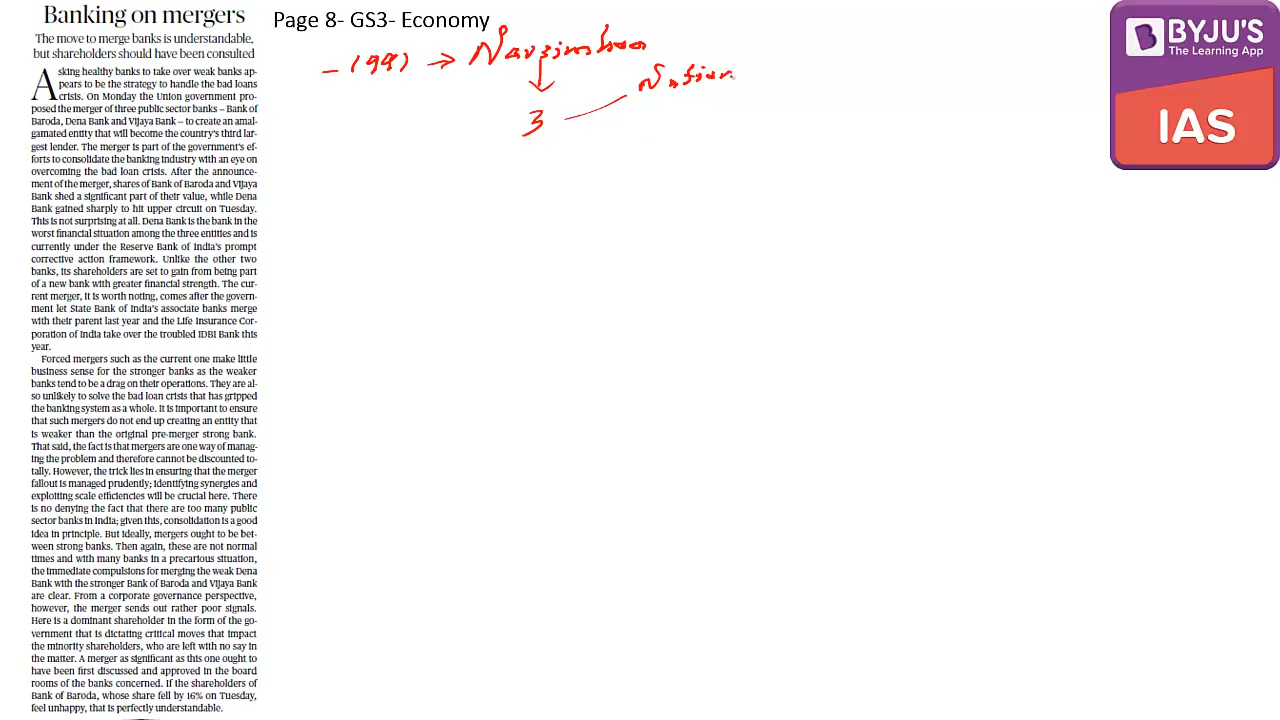 Banking on mergers
The move to merge banks is understandable,
but shareholders should have been consulted
Asking healthy banks to take over weak banks ap-
pears to be the strategy to handle the bad loans
crisis. On Monday the Union government pro-
posed the merger of three public sector banks – Bank of
Baroda, Dena Bank and Vijaya Bank – to create an amal-
gamated entity that will become the country's third lar-
gest lender. The merger is part of the government's ef-
forts to consolidate the banking industry with an eye on
overcoming the bad loan crisis. After the announce-
ment of the merger, shares of Bank of Baroda and Vijaya
Bank shed a significant part of their value, while Dena
Bank gained sharply to hit upper circuit on Tuesday.
This is not surprising at all. Dena Bank is the bank in the
worst financial situation among the three entities and is
currently under the Reserve Bank of India's prompt
corrective action framework. Unlike the other two
banks, its shareholders are set to gain from being part
of a new bank with greater financial strength. The cur-
rent merger, it is worth noting, comes after the govern-
ment let State Bank of India's associate banks merge
with their parent last year and the Life Insurance Cor-
poration of India take over the troubled IDBI Bank this
year.
Forced mergers such as the current one make little
business sense for the stronger banks as the weaker
banks tend to be a drag on their operations. They are al-
so unlikely to solve the bad loan crisis that has gripped
the banking system as a whole. It is important to ensure
that such mergers do not end up creating an entity that
is weaker than the original pre-merger strong bank.
That said, the fact is that mergers are one way of manag-
ing the problem and therefore cannot be discounted to-
tally. However, the trick lies in ensuring that the merger
fallout is managed prudently; identifying synergies and
exploiting scale efficiencies will be crucial here. There
is no denying the fact that there are too many public
sector banks in India; given this, consolidation is a good
idea in principle. But ideally, mergers ought to be bet-
ween strong banks. Then again, these are not normal
times and with many banks in a precarious situation,
the immediate compulsions for merging the weak Dena
Bank with the stronger Bank of Baroda and Vijaya Bank
are clear. From a corporate governance perspective,
however, the merger sends out rather poor signals.
Here is a dominant shareholder in the form of the go-
vernment that is dictating critical moves that impact
the minority shareholders, who are left with no say in
the matter. A merger as significant as this one ought to
have been first discussed and approved in the board
rooms of the banks concerned. If the shareholders of
Bank of Baroda, whose share fell by 16% on Tuesday,
feel unhappy, that is perfectly understandable.
Page 8- GS3- Economy
– 1991 →
3
BYJU'S
The Learning App
IAS